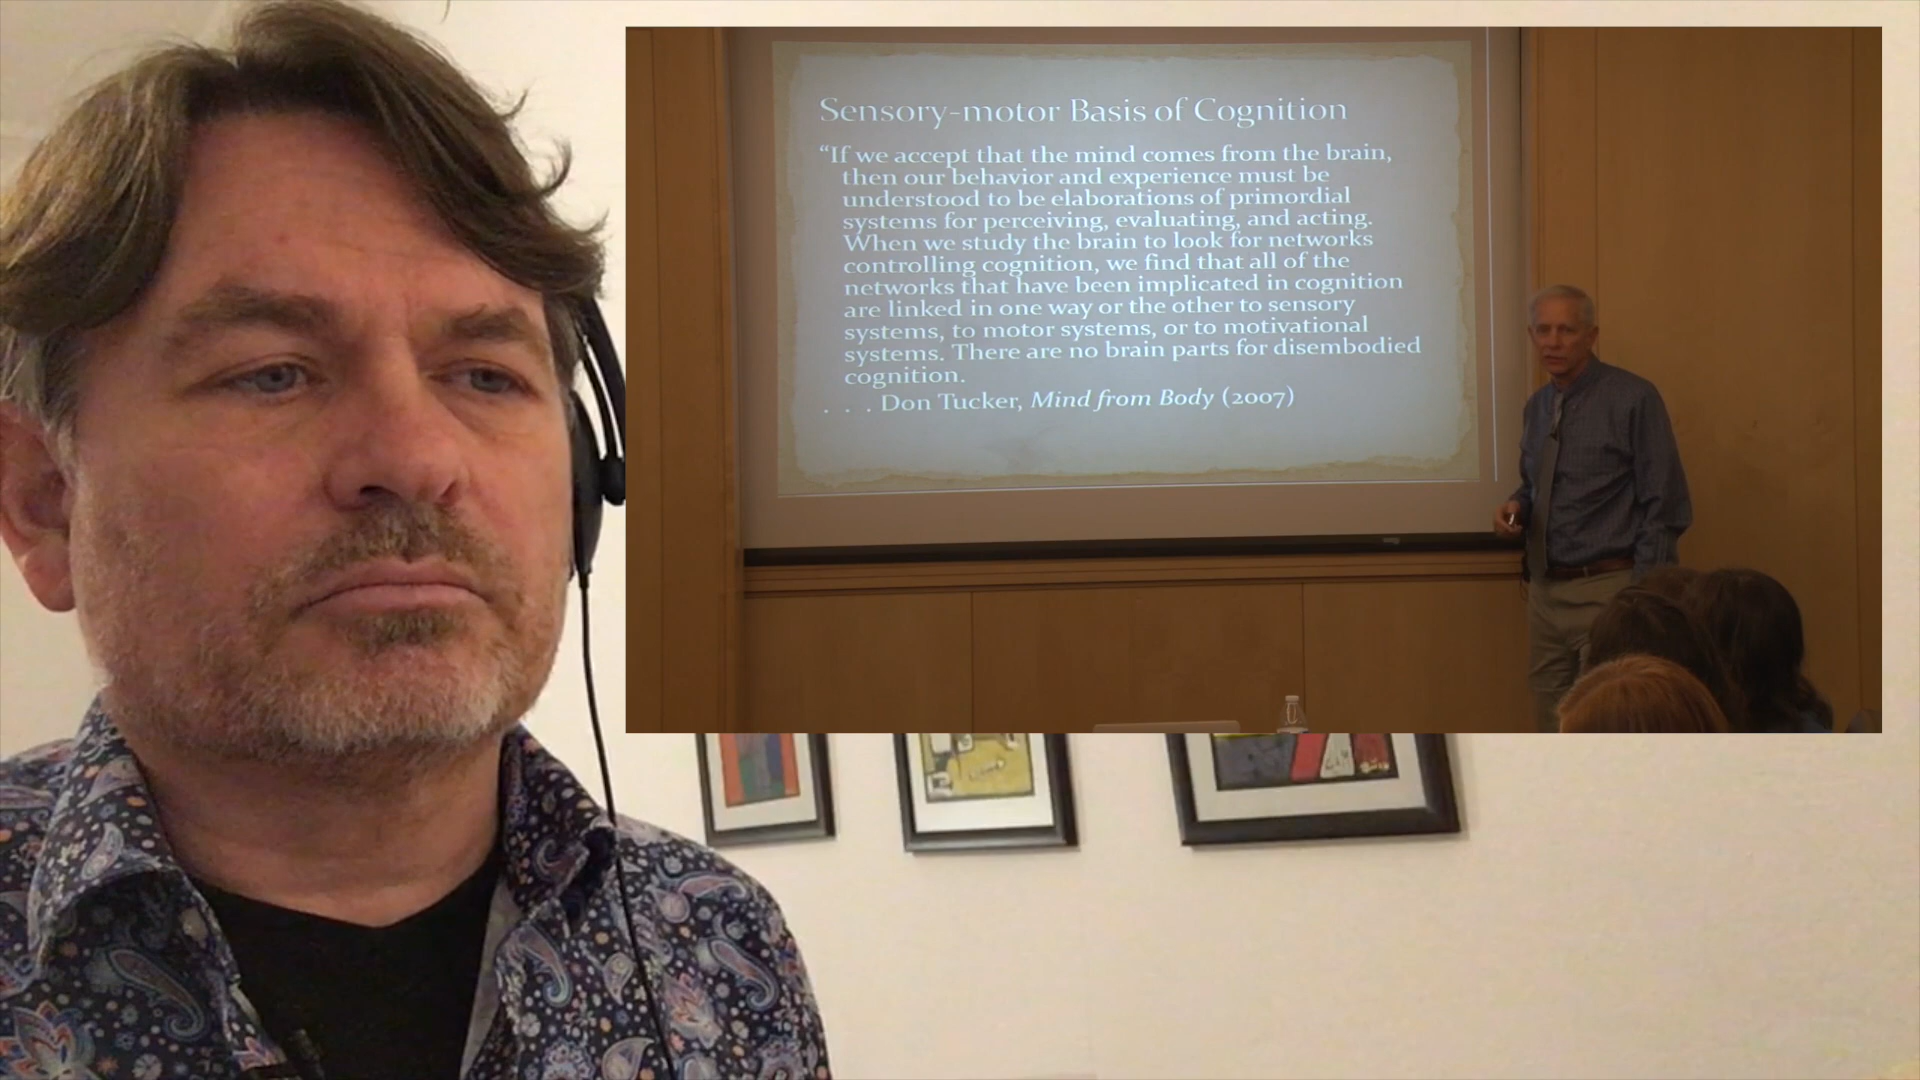 Sensory-motor Basis of Cognition
“If we accept that the mind comes from the brain,
then our behavior and experience must be
understood to be elaborations of primordial
systems for perceiving, evaluating, and acting.
When we study the brain to look for networks
controlling cognition, we find that all of the
networks that have been implicated in cognition
are linked in one way or the other to sensory
systems, to motor systems, or to motivational
systems. There are no brain parts for disembodied
cognition.
. . . Don Tucker, Mind from Body (2007)